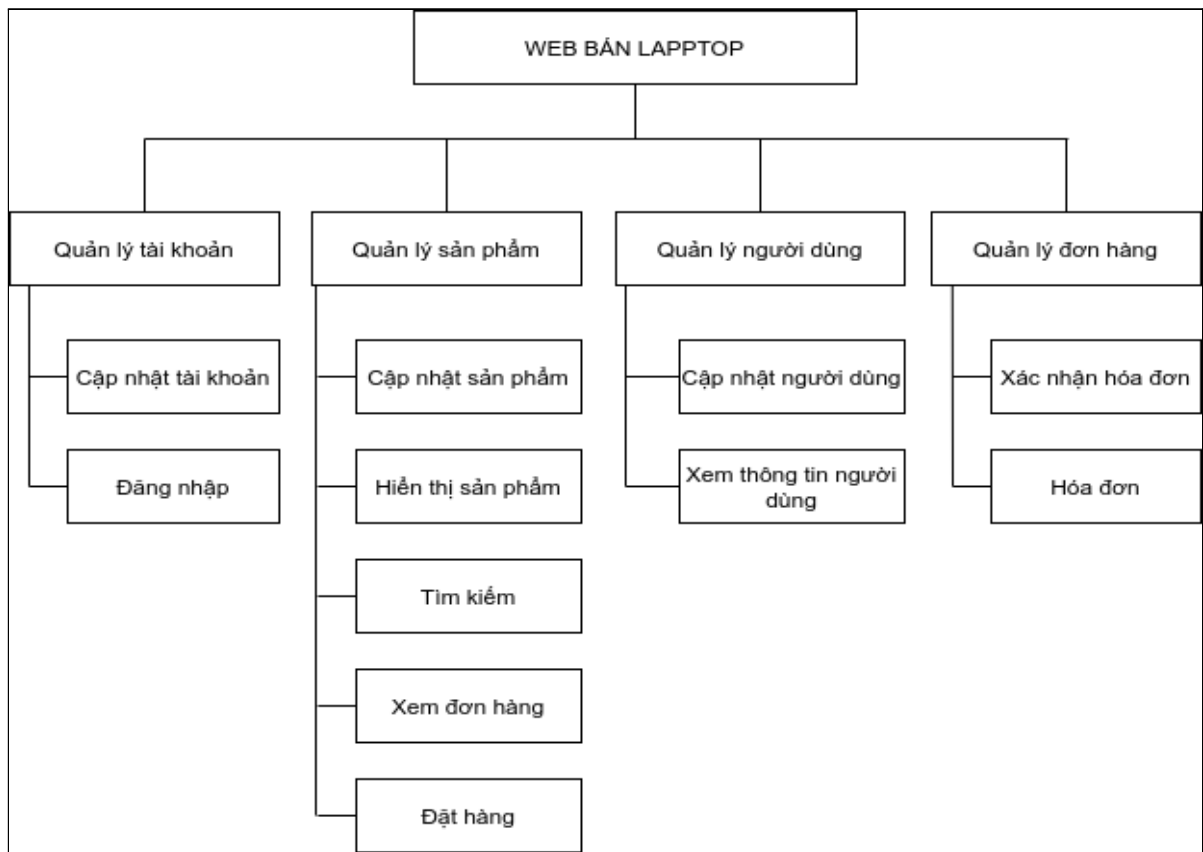 WEB BÁN LAPPTOP
Quản lý tài khoản
Quản lý sản phẩm
Quản lý người dùng
Quản lý đơn hàng
Cập nhật tài khoản
Cập nhật sản phẩm
Cập nhật người dùng
Xác nhận hóa đơn
Đăng nhập
Hiển thị sản phẩm
Xem thông tin người
dùng
Hóa đơn
Tìm kiếm
Xem đơn hàng
Đặt hàng